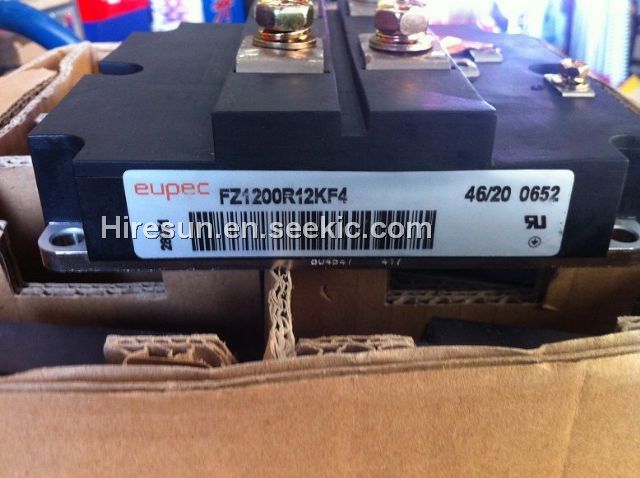 eupec FZ1200R12KF4 46/20 0652
Hiresun.en.seekic.com